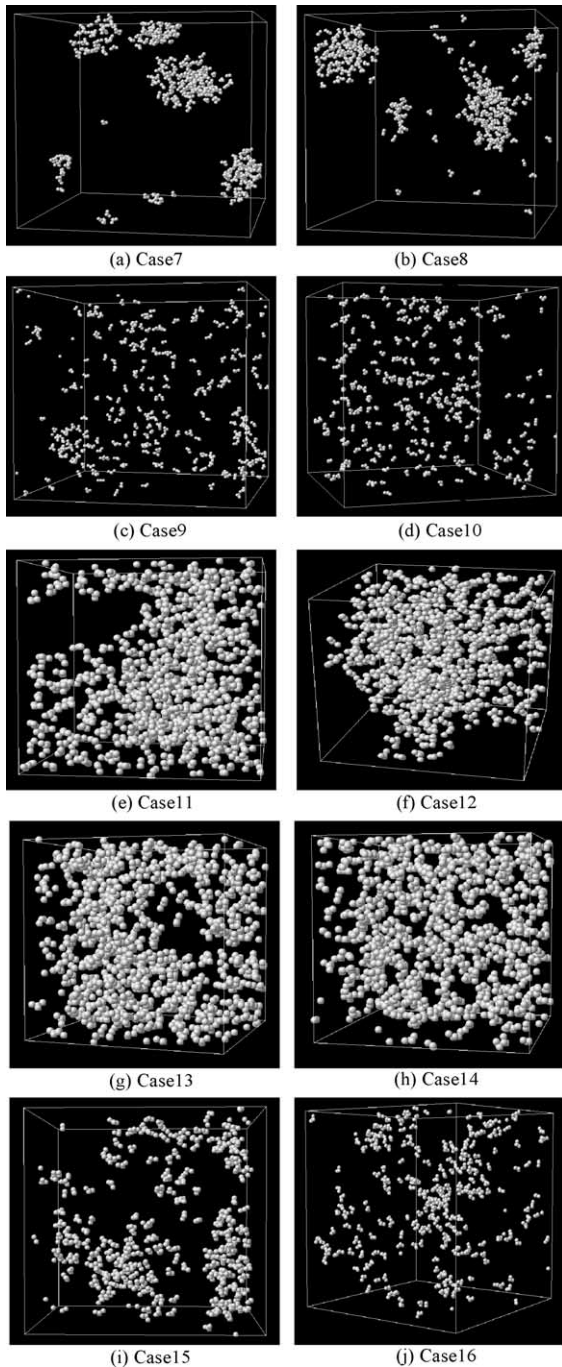 (a) Case7
(b) Case8
(c) Case9
(d) Case10
(e) Case11
(f) Case12
(g) Case13
(h) Case14
(i) Case15
(j) Case16